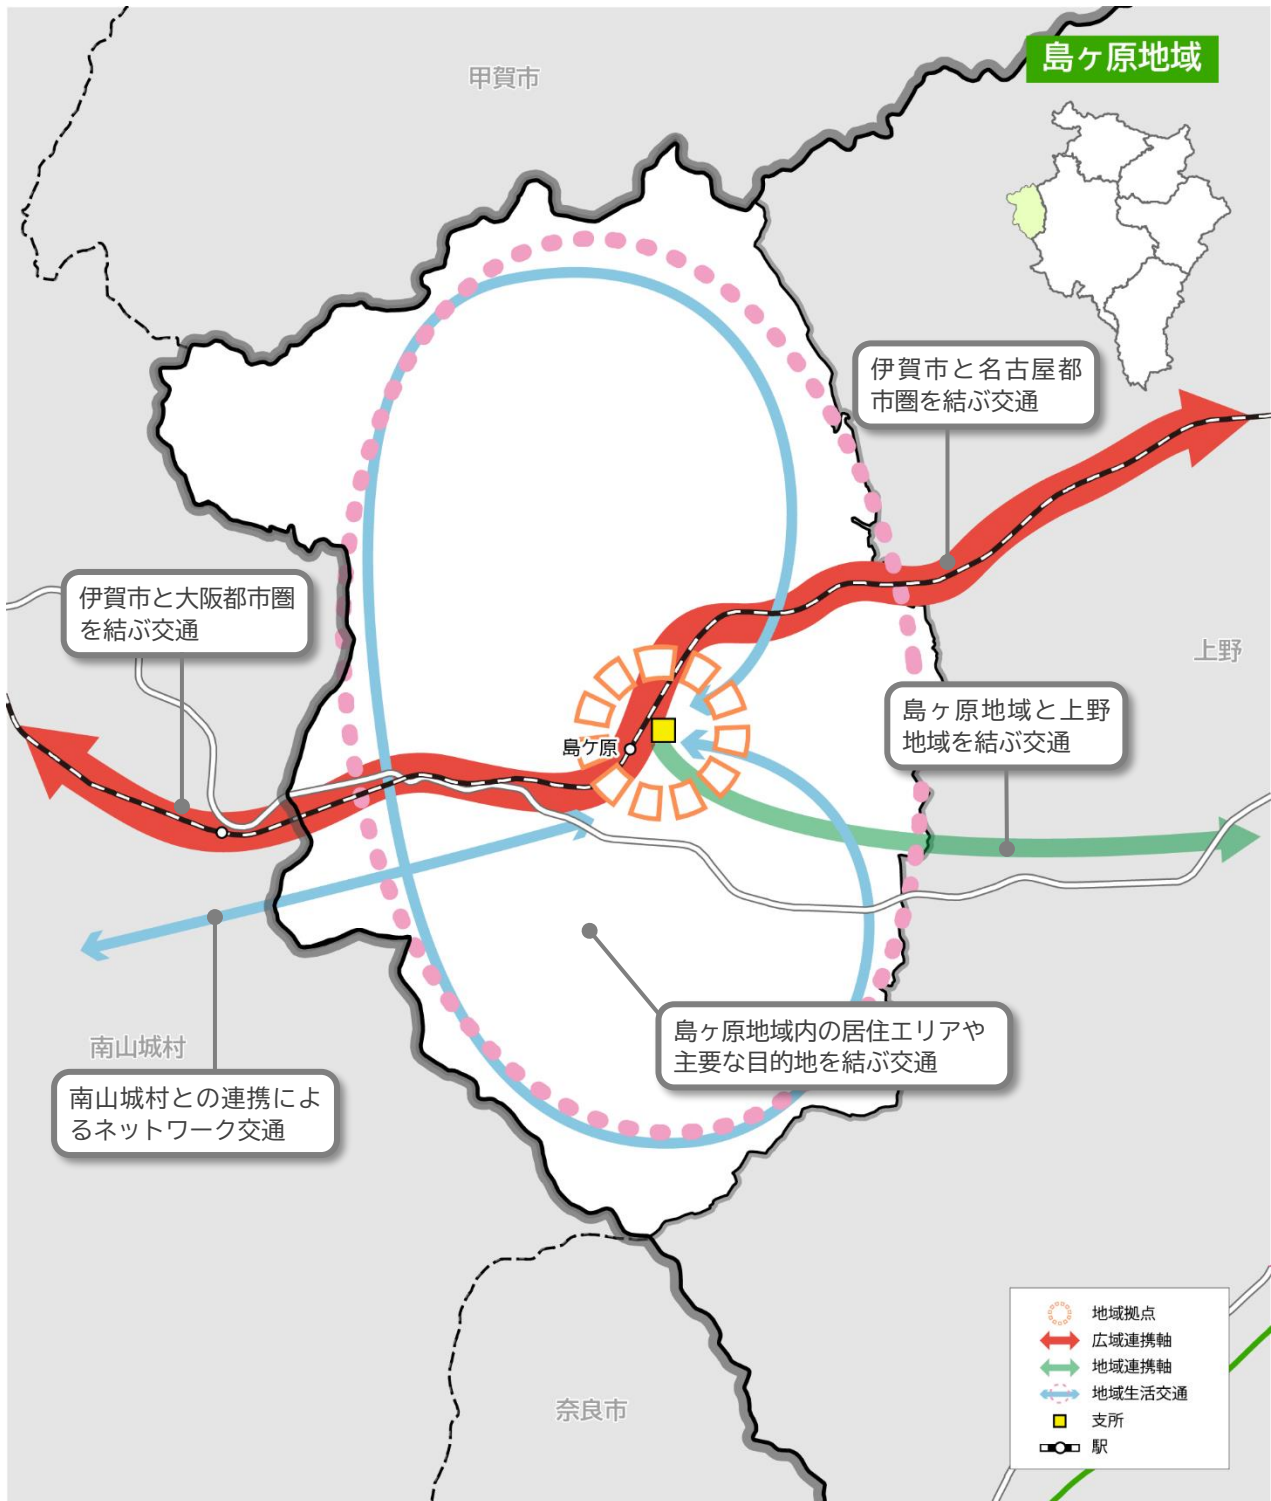 島ヶ原地域
甲賀市
伊賀市と名古屋都
市圏を結ぶ交通
伊賀市と大阪都市圏
を結ぶ交通
上野
島ヶ原地域と上野
地域を結ぶ交通
島ケ原
島ヶ原地域内の居住エリアや
主要な目的地を結ぶ交通
南山城村
南山城村との連携によ
るネットワーク交通
奈良市
地域拠点
広域連携軸
地域連携軸
地域生活交通
支所
駅